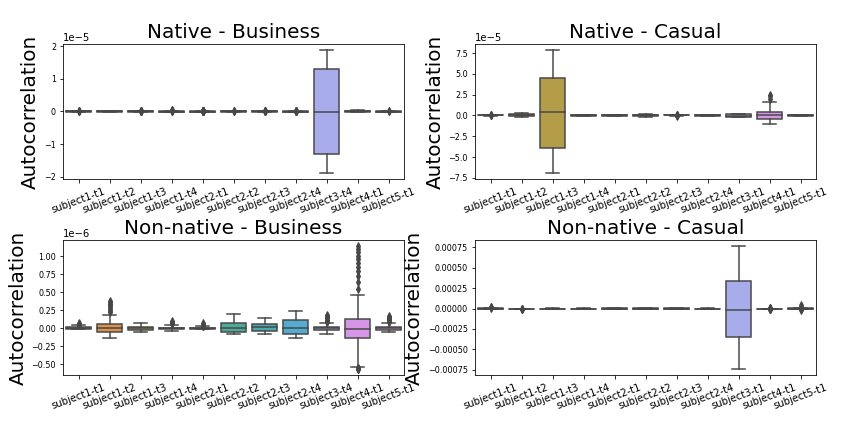 Native - Business
1e−5
Autocorrelation
2
1
0
−1
−2
subject1-t1
subject1-t2
subject1-t3
subject1-t4
subject2-t1
subject2-t2
subject2-t3
subject2-t4
subject3-t4
subject4-t1
subject5-t1
Native - Casual
1e−5
Autocorrelation
7.5
5.0
2.5
0.0
−2.5
−5.0
−7.5
subject1-t1
subject1-t2
subject1-t3
subject1-t4
subject2-t1
subject2-t2
subject2-t3
subject2-t4
subject3-t1
subject4-t1
subject5-t1
Non-native - Business
1e−6
Autocorrelation
1.00
0.75
0.50
0.25
0.00
−0.25
−0.50
subject1-t1
subject1-t2
subject1-t3
subject1-t4
subject2-t1
subject2-t2
subject2-t3
subject2-t4
subject3-t1
subject4-t1
subject5-t1
Non-native - Casual
Autocorrelation
0.00075
0.00050
0.00025
0.00000
−0.00025
−0.00050
−0.00075
subject1-t1
subject1-t2
subject1-t3
subject1-t4
subject2-t1
subject2-t2
subject2-t3
subject2-t4
subject3-t1
subject4-t1
subject5-t1